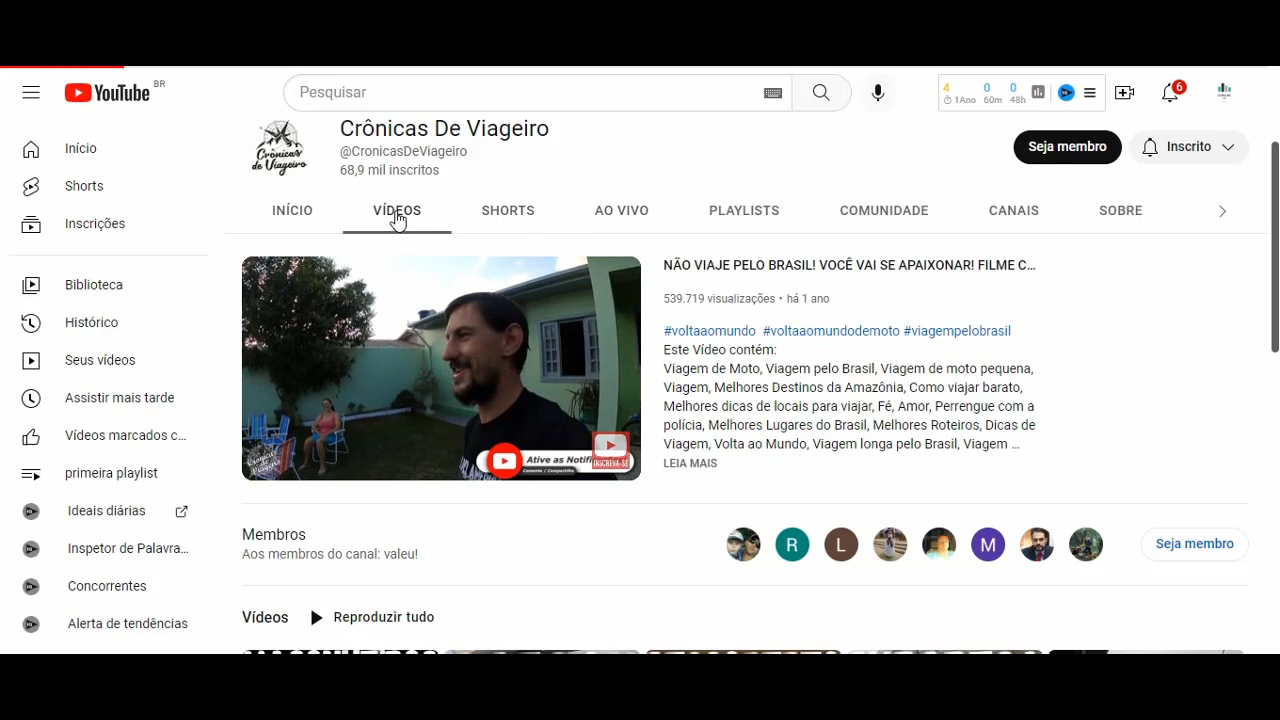 YouTube BR
Pesquisar
4 0 0
1Ano 60m 48h
6
Início
Shorts
Inscrições
Biblioteca
Histórico
Seus vídeos
Assistir mais tarde
Vídeos marcados c...
primeira playlist
Ideais diárias
Inspetor de Palavra...
Concorrentes
Alerta de tendências
Crônicas de Viageiro
Crônicas De Viageiro
@CronicasDeViageiro
68,9 mil inscritos
Seja membro
Inscrito
INÍCIO VÍDEOS SHORTS AO VIVO PLAYLISTS COMUNIDADE CANAIS SOBRE
Ative as Notifi
Comente / Compartilhe
INSCREVA-SE
NÃO VIAJE PELO BRASIL! VOCÊ VAI SE APAIXONAR! FILME C...
539.719 visualizações • há 1 ano
#voltaaomundo #voltaaomundodemoto #viagempelobrasil
Este Vídeo contém:
Viagem de Moto, Viagem pelo Brasil, Viagem de moto pequena,
Viagem, Melhores Destinos da Amazônia, Como viajar barato,
Melhores dicas de locais para viajar, Fé, Amor, Perrengue com a
polícia, Melhores Lugares do Brasil, Melhores Roteiros, Dicas de
Viagem, Volta ao Mundo, Viagem longa pelo Brasil, Viagem ...
LEIA MAIS
Membros
Aos membros do canal: valeu!
R L M
Seja membro
Vídeos Reproduzir tudo